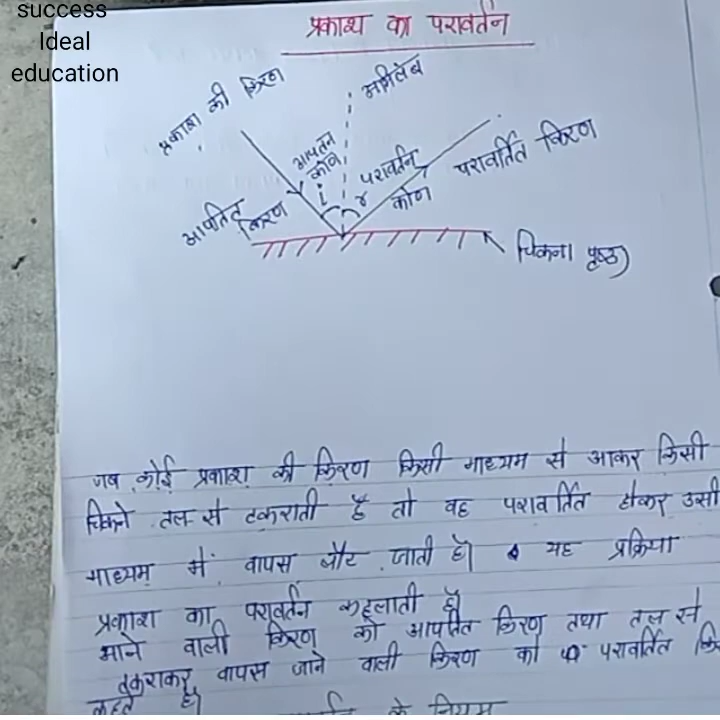 success
Ideal
education
प्रकाश का परावर्तन
प्रकाश की किरण
अभिलंब
आपतन
कोण
परावर्तन
कोण
परावर्तित किरण
आपतित
किरण
i
r
चिकना पृष्ठ
जब कोई प्रकाश की किरण किसी माध्यम से आकर किसी
चिकने तल से टकराती है तो वह परावर्तित होकर उसी
माध्यम में वापस लौट जाती है। यह प्रक्रिया
प्रकाश का परावर्तन कहलाती है।
आने वाली किरण को आपतित किरण तथा तल से
टकराकर वापस जाने वाली किरण को परावर्तित कि
कहते है।
के नियम